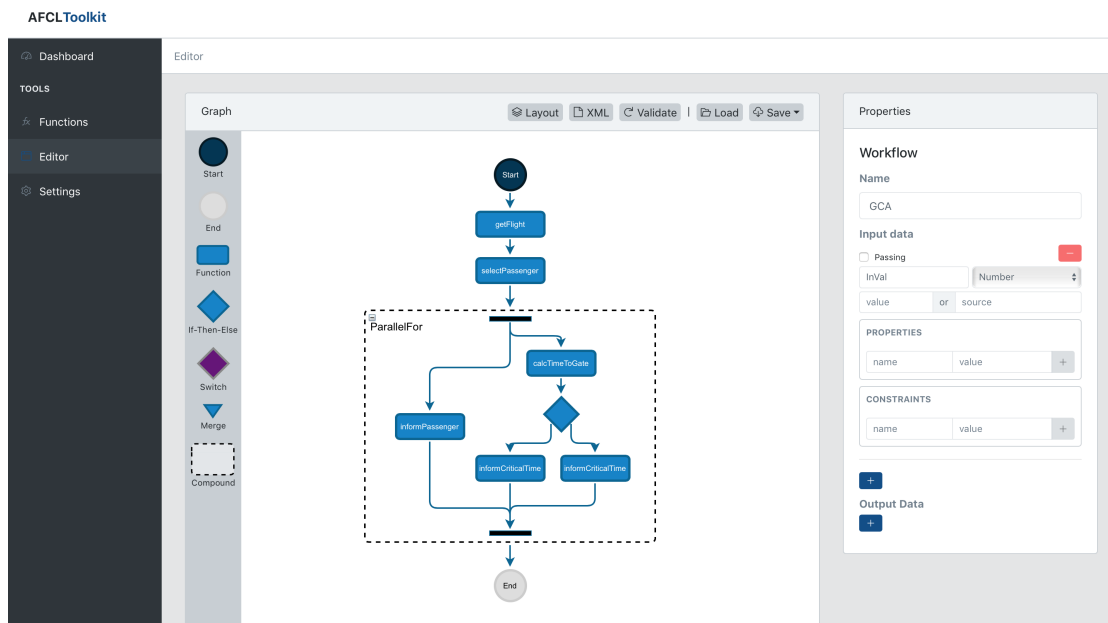 AFCLToolkit
Dashboard
TOOLS
Functions
Editor
Settings
Editor
Graph
Layout
XML
Validate
|
Load
Save
Start
End
Function
If-Then-Else
Switch
Merge
Compound
Start
getFlight
selectPassenger
ParallelFor
calcTimeToGate
informPassenger
informCriticalTime
informCriticalTime
End
Properties
Workflow
Name
GCA
Input data
Passing
InVal
Number
value or source
PROPERTIES
name value +
CONSTRAINTS
name value +
+
Output Data
+